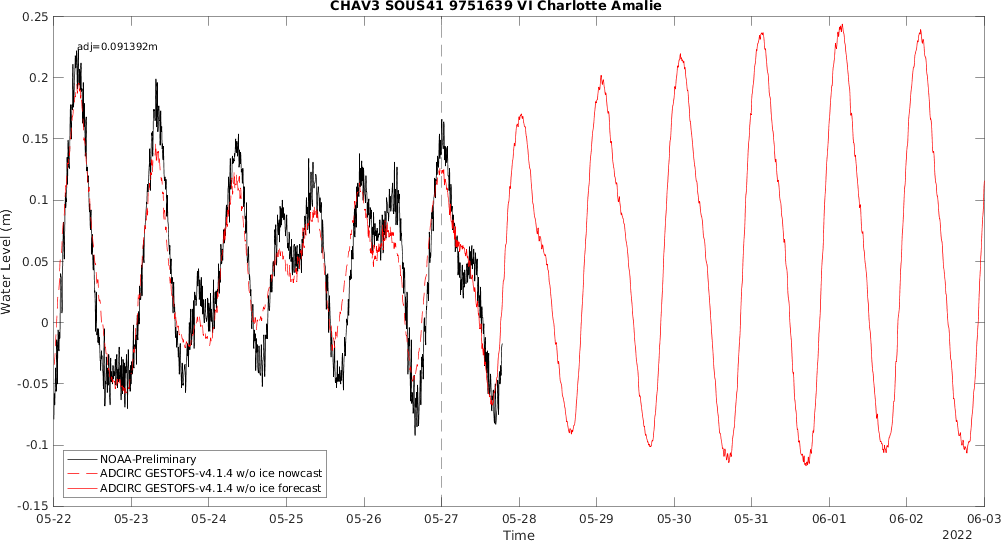 CHAV3 SOUS41 9751639 VI Charlotte Amalie
adj=0.091392m
0.25
0.2
0.15
0.1
0.05
0
-0.05
-0.1
-0.15
Water Level (m)
NOAA-Preliminary
ADCIRC GESTOFS-v4.1.4 w/o ice nowcast
ADCIRC GESTOFS-v4.1.4 w/o ice forecast
05-22 05-23 05-24 05-25 05-26 05-27 05-28 05-29 05-30 05-31 06-01 06-02 06-03
Time
2022